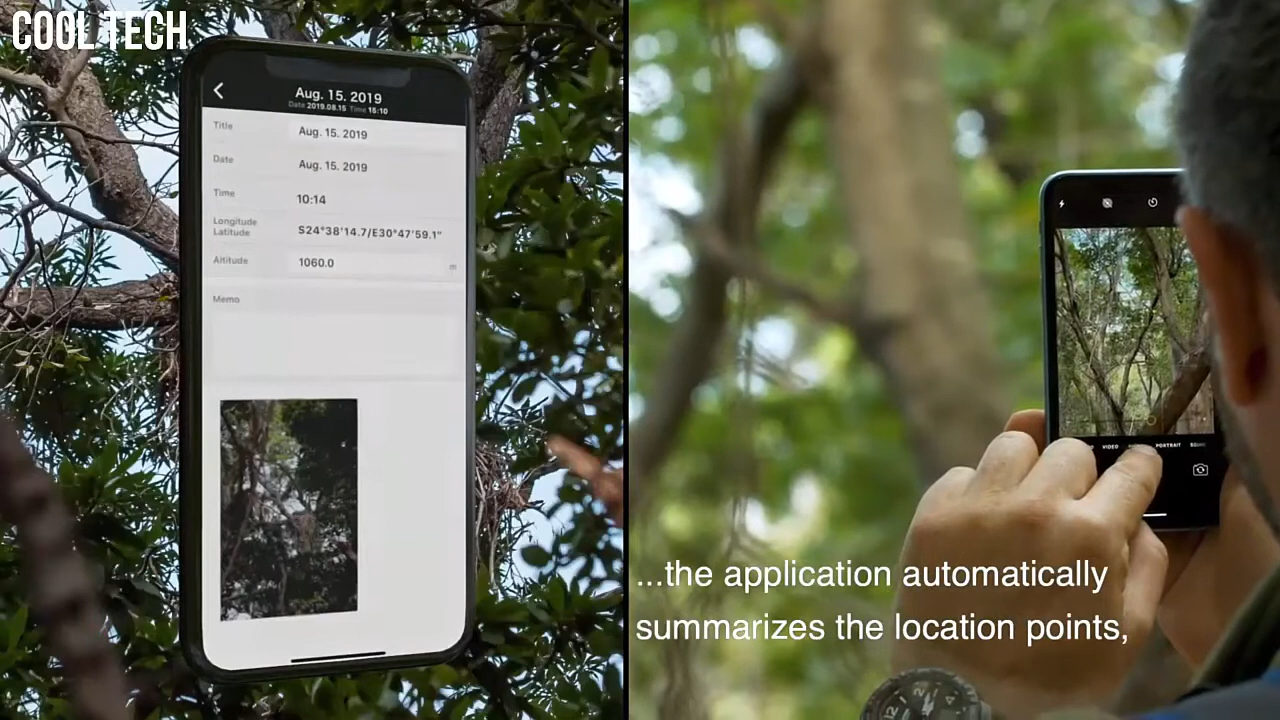 COOL TECH
Aug. 15. 2019
Date 2019.08.15 Time 15:10
Title
Aug. 15. 2019
Date
Aug. 15. 2019
Time
10:14
Longitude
Latitude
S24°38'14.7/E30°47'59.1"
Altitude
1060.0
m
Memo
VIDEO
PORTRAIT
12
...the application automatically
summarizes the location points,